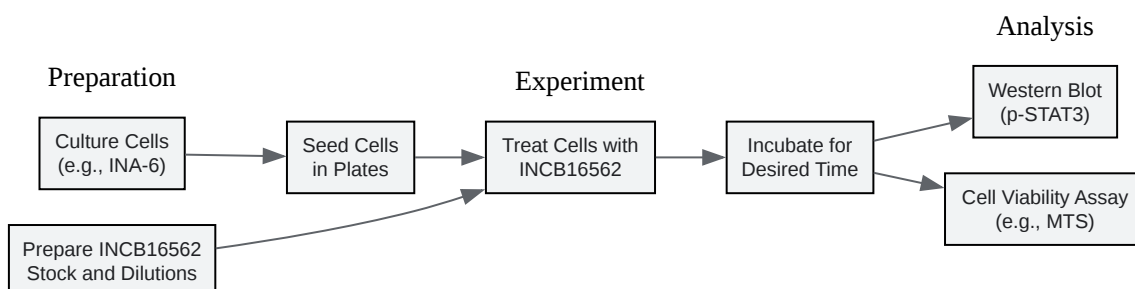 Preparation
Culture Cells
(e.g., INA-6)
Prepare INCB16562
Stock and Dilutions
Seed Cells
in Plates
Experiment
Treat Cells with
INCB16562
Incubate for
Desired Time
Analysis
Western Blot
(p-STAT3)
Cell Viability Assay
(e.g., MTS)